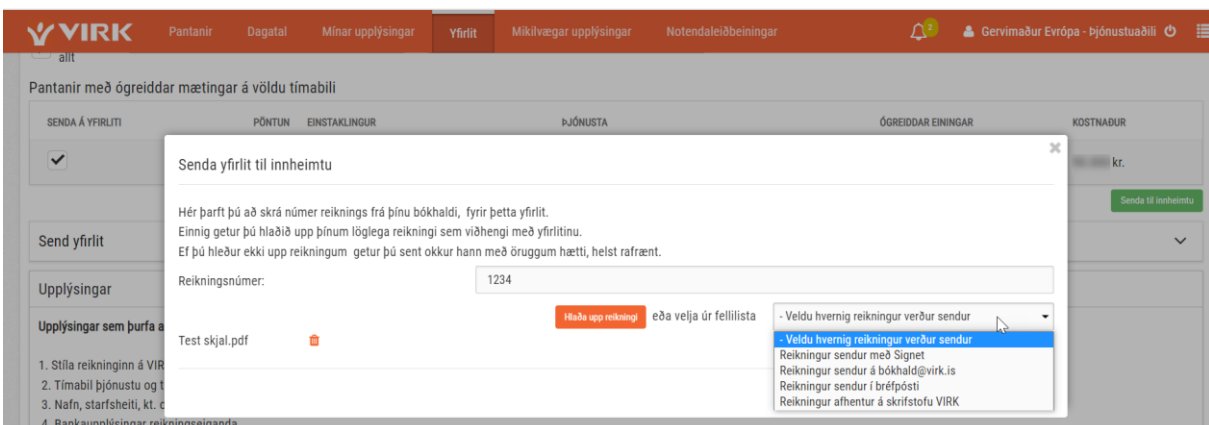 VIRK
Pantanir
Dagatal
Mínar upplýsingar
Yfirlit
Mikilvægar upplýsingar
Notendaleiðbeiningar
2
Gervimaður Evrópa - Þjónustuaðili
allt
Pantanir með ógreiddar mætingar á völdu tímabili
SENDA Á YFIRLITI
PÖNTUN
EINSTAKLINGUR
ÞJÓNUSTA
ÓGREIDDAR EININGAR
KOSTNAÐUR
kr.
Senda til innheimtu
Senda yfirlit til innheimtu
Hér þarft þú að skrá númer reiknings frá þínu bókhaldi, fyrir þetta yfirlit.
Einnig getur þú hlaðið upp þínum löglega reikningi sem viðhengi með yfirlitinu.
Ef þú hleður ekki upp reikningum getur þú sent okkur hann með öruggum hætti, helst rafrænt.
Reikningsnúmer:
1234
Hlaða upp reikningi
eða velja úr fellilista
- Veldu hvernig reikningur verður sendur
Test skjal.pdf
- Veldu hvernig reikningur verður sendur
Reikningur sendur með Signet
Reikningur sendur á bókhald@virk.is
Reikningur sendur í bréfpósti
Reikningur afhentur á skrifstofu VIRK
Send yfirlit
Upplýsingar
Upplýsingar sem þurfa a
1. Stíla reikninginn á VIR
2. Tímabil þjónustu og t
3. Nafn, starfsheiti, kt. o
4. Bankaupplýsingar reikningseiganda